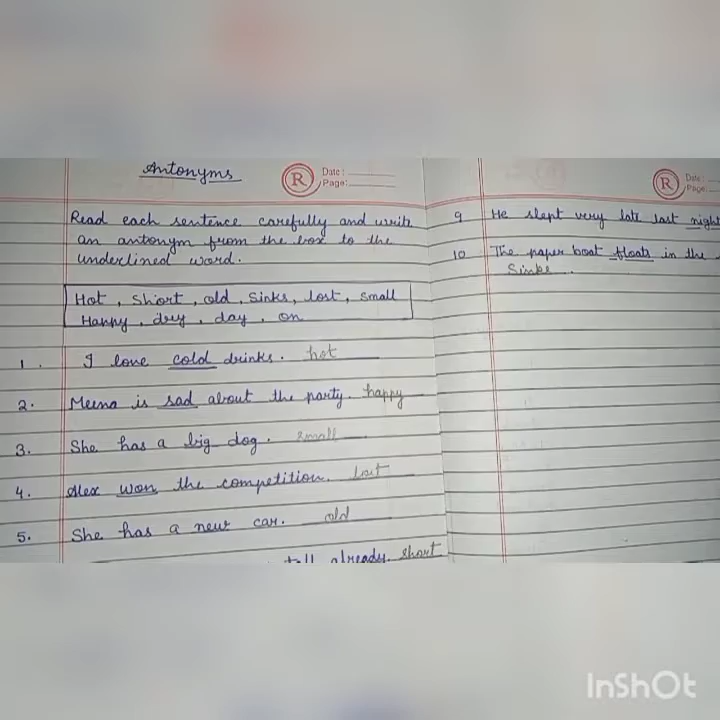 Antonyms
R
Date :
Page:
Read each sentence carefully and write
an antonym from the box to the
underlined word.
Hot , Short , old , Sinks, lost , small
Happy , dry , day , on
1 . I love cold drinks. hot
2. Meena is sad about the party. happy
3. She has a big dog. small
4. Alex won the competition. Lost
5. She has a new car. old
tall already. short
R
Date :
Page:
9 He slept very late last night
10 The paper boat floats in the
Sinks .
InShOt